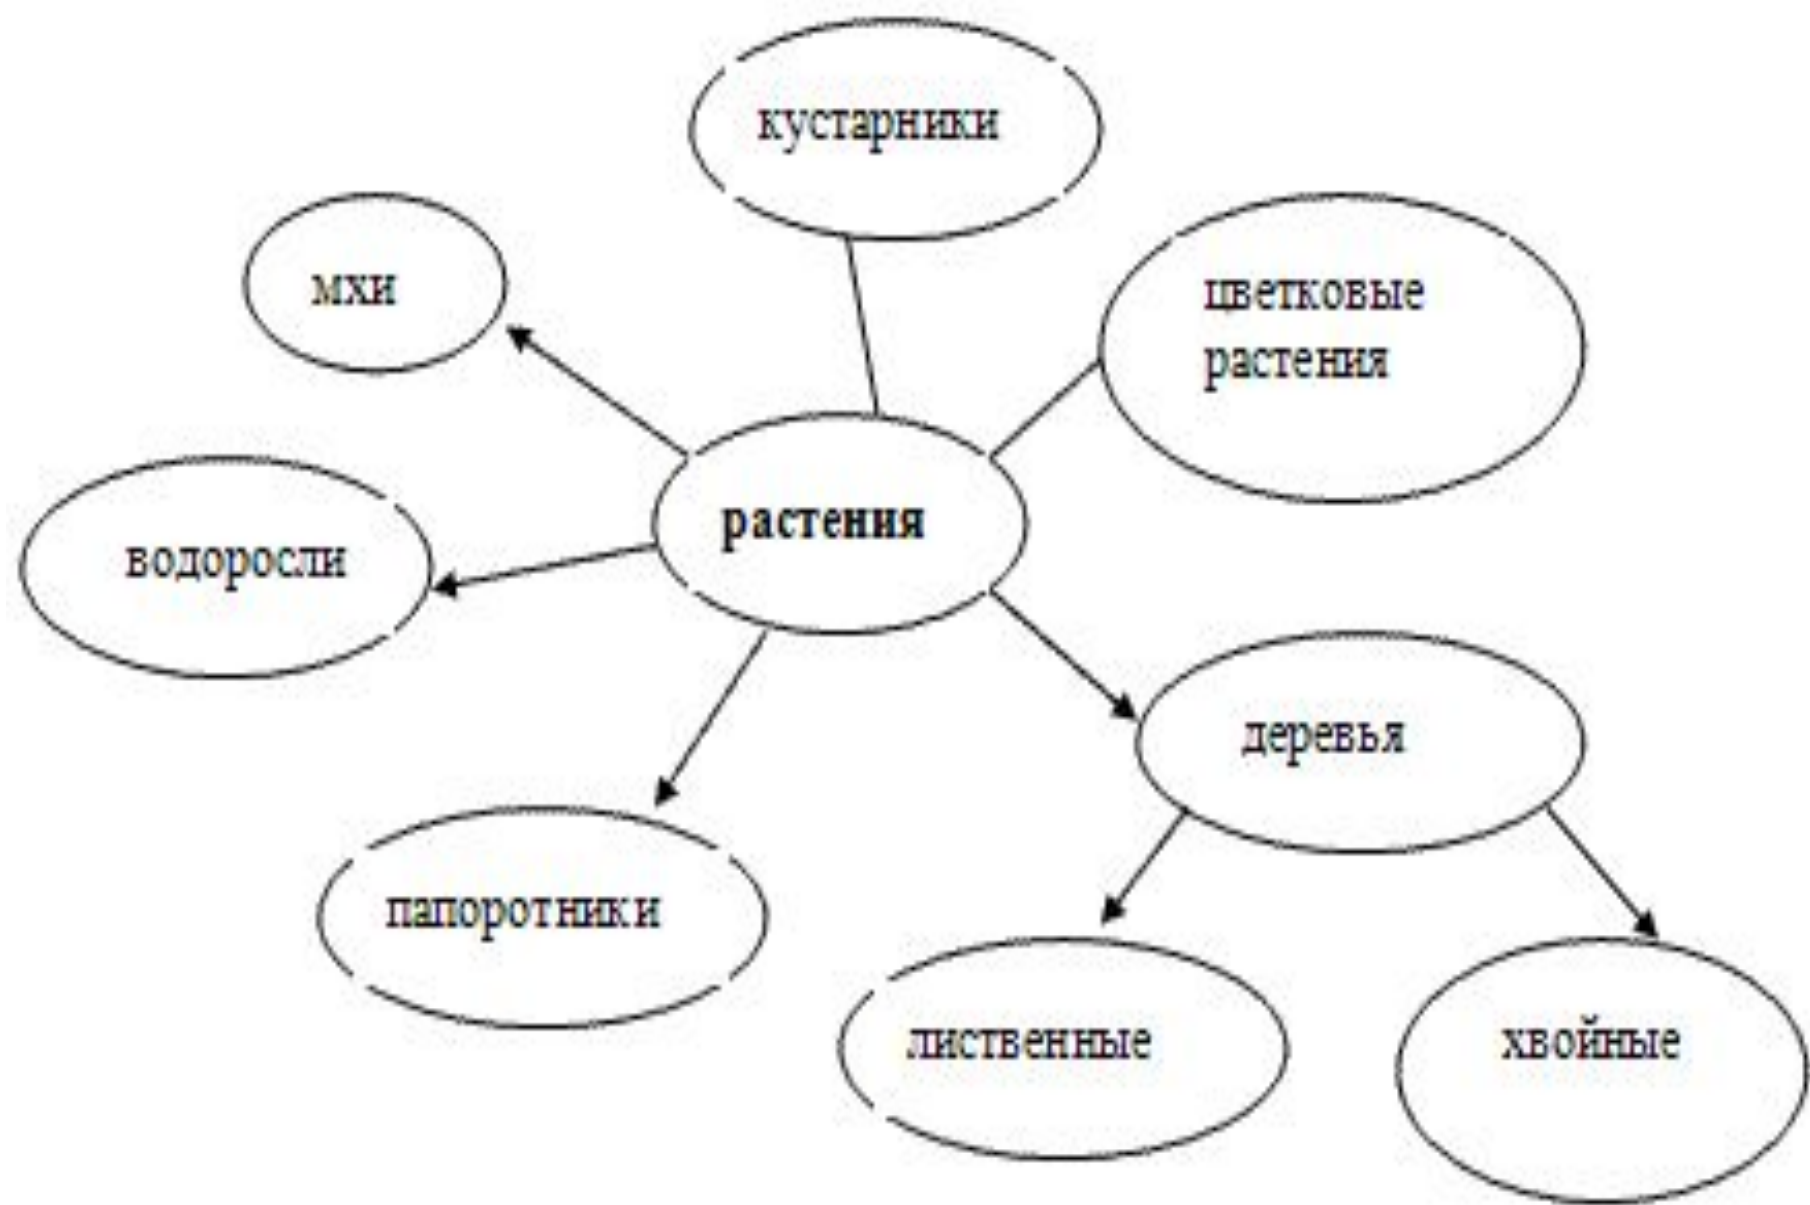 кустарники
мхи
цветковые
растения
растения
водоросли
деревья
папоротники
лиственные
хвойные